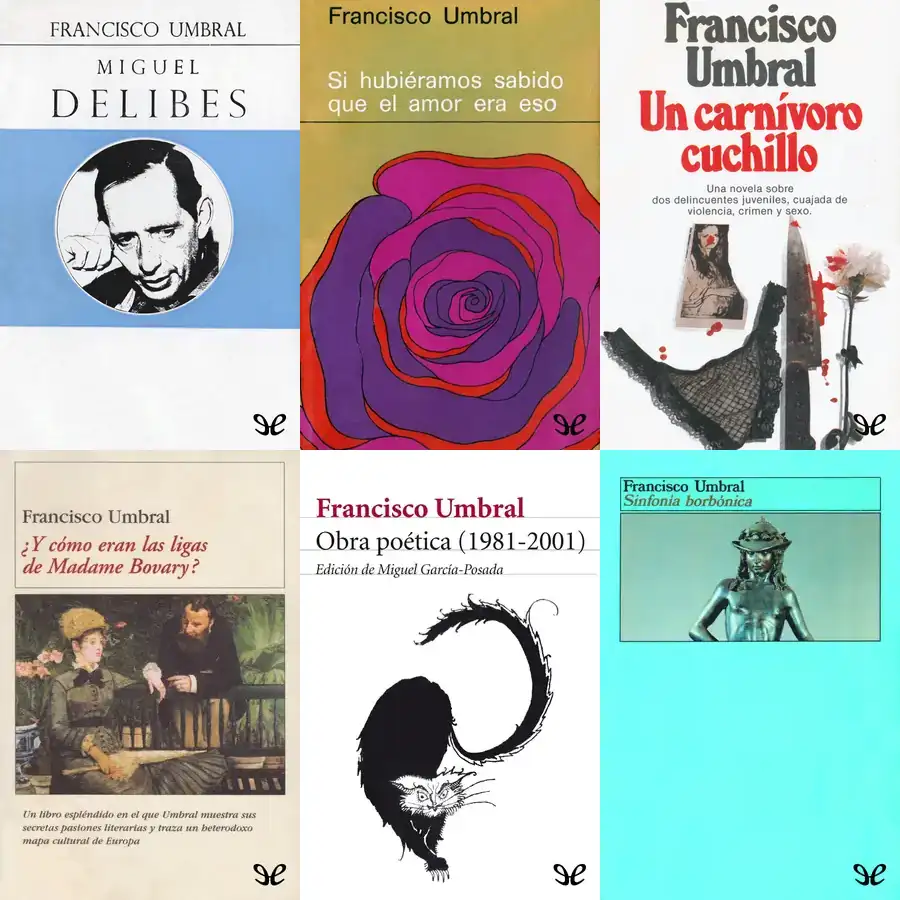 FRANCISCO UMBRAL
MIGUEL
DELIBES
Francisco Umbral
Si hubiéramos sabido
que el amor era eso
Francisco
Umbral
Un carnívoro
cuchillo
Una novela sobre
dos delincuentes juveniles, cuajada de
violencia, crimen y sexo.
Francisco Umbral
¿Y cómo eran las ligas
de Madame Bovary?
Un libro espléndido en el que Umbral muestra sus
secretas pasiones literarias y traza un heterodoxo
mapa cultural de Europa
Francisco Umbral
Obra poética (1981-2001)
Edición de Miguel García-Posada
Francisco Umbral
Sinfonía borbónica